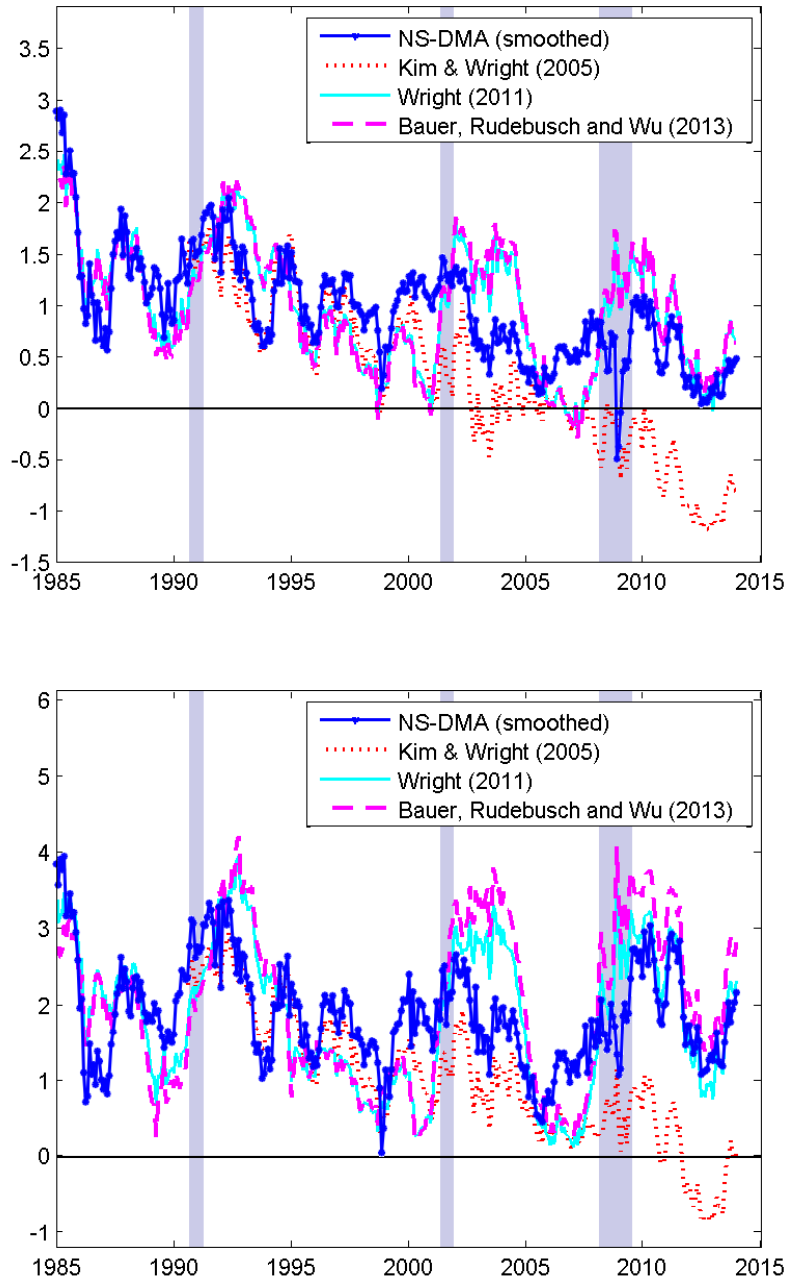 3.5
3
2.5
2
1.5
1
0.5
0
-0.5
-1
-1.5
1985 1990 1995 2000 2005 2010 2015
NS-DMA (smoothed)
Kim & Wright (2005)
Wright (2011)
Bauer, Rudebusch and Wu (2013)
6
5
4
3
2
1
0
-1
1985 1990 1995 2000 2005 2010 2015
NS-DMA (smoothed)
Kim & Wright (2005)
Wright (2011)
Bauer, Rudebusch and Wu (2013)